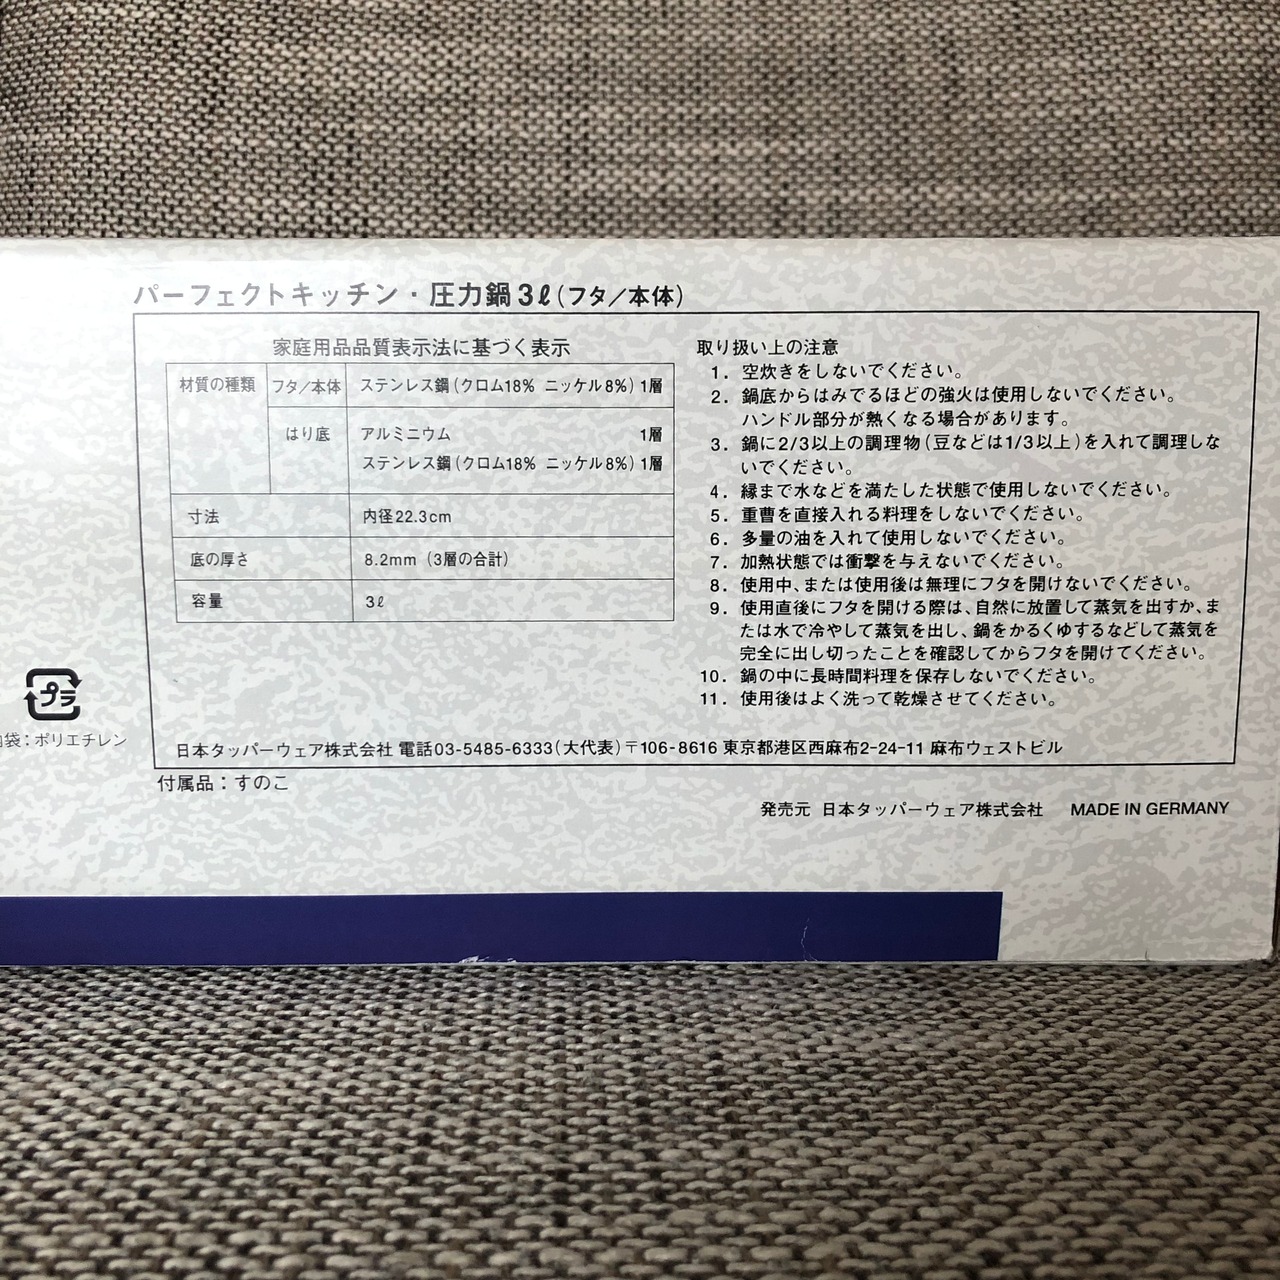 パーフェクトキッチン・圧力鍋3ℓ(フタ/本体)
家庭用品品質表示法に基づく表示
材質の種類 フタ/本体 ステンレス鋼(クロム18% ニッケル8%)1層
はり底 アルミニウム 1層
ステンレス鋼(クロム18% ニッケル8%)1層
寸法 内径22.3cm
底の厚さ 8.2mm(3層の合計)
容量 3ℓ
取り扱い上の注意
1. 空炊きをしないでください。
2. 鍋底からはみでるほどの強火は使用しないでください。
ハンドル部分が熱くなる場合があります。
3. 鍋に2/3以上の調理物(豆などは1/3以上)を入れて調理しな
いでください。
4. 縁まで水などを満たした状態で使用しないでください。
5. 重曹を直接入れる料理をしないでください。
6. 多量の油を入れて使用しないでください。
7. 加熱状態では衝撃を与えないでください。
8. 使用中、または使用後は無理にフタを開けないでください。
9. 使用直後にフタを開ける際は、自然に放置して蒸気を出すか、ま
たは水で冷やして蒸気を出し、鍋をかるくゆするなどして蒸気を
完全に出し切ったことを確認してからフタを開けてください。
10. 鍋の中に長時間料理を保存しないでください。
11. 使用後はよく洗って乾燥させてください。
日本タッパーウェア株式会社 電話03-5485-6333(大代表)〒106-8616 東京都港区西麻布2-24-11 麻布ウェストビル
プラ
袋:ポリエチレン
付属品:すのこ
発売元 日本タッパーウェア株式会社 MADE IN GERMANY